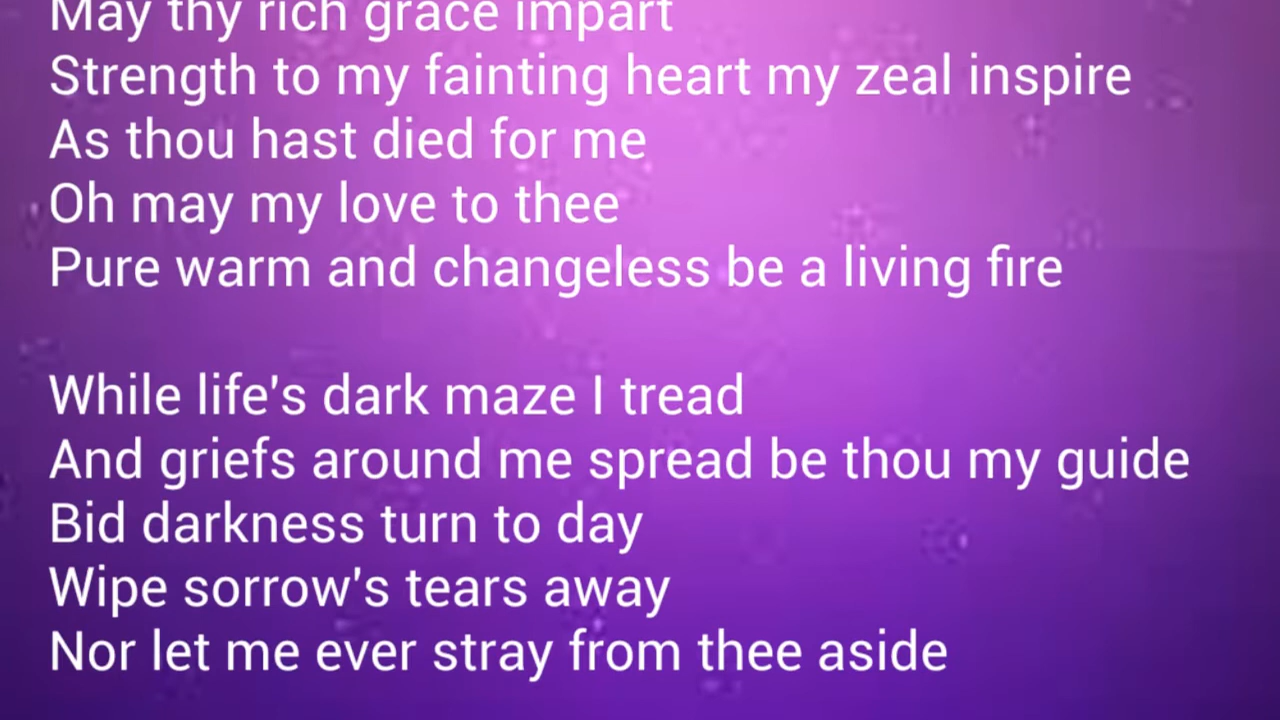 May thy rich grace impart
Strength to my fainting heart my zeal inspire
As thou hast died for me
Oh may my love to thee
Pure warm and changeless be a living fire
While life's dark maze I tread
And griefs around me spread be thou my guide
Bid darkness turn to day
Wipe sorrow's tears away
Nor let me ever stray from thee aside